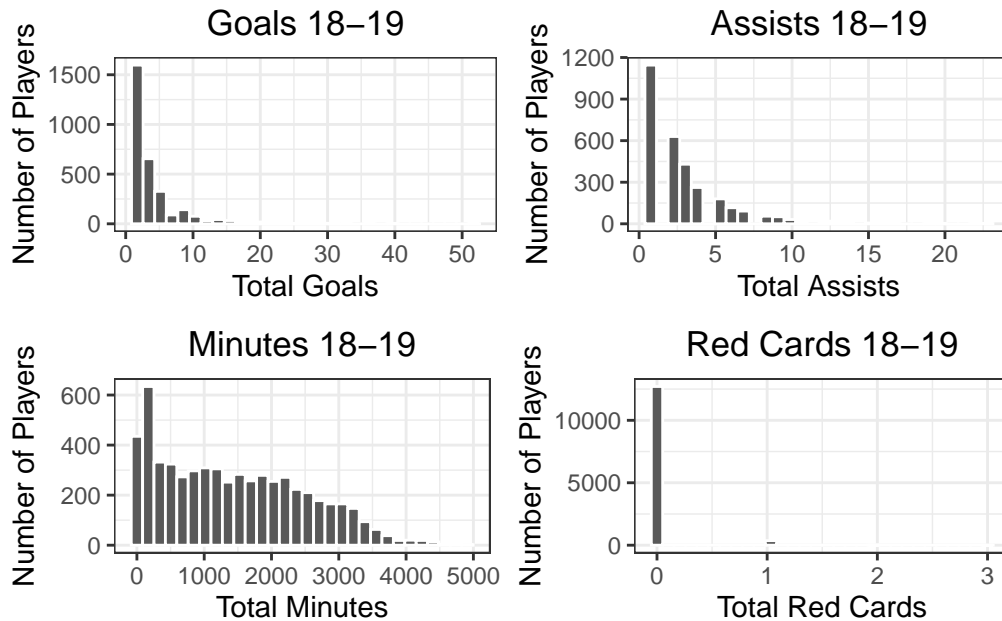 Goals 18–19
Number of Players
1500
1000
500
0
0 10 20 30 40 50
Total Goals
Assists 18–19
Number of Players
1200
900
600
300
0
0 5 10 15 20
Total Assists
Minutes 18–19
Number of Players
600
400
200
0
0 1000 2000 3000 4000 5000
Total Minutes
Red Cards 18–19
Number of Players
10000
5000
0
0 1 2 3
Total Red Cards